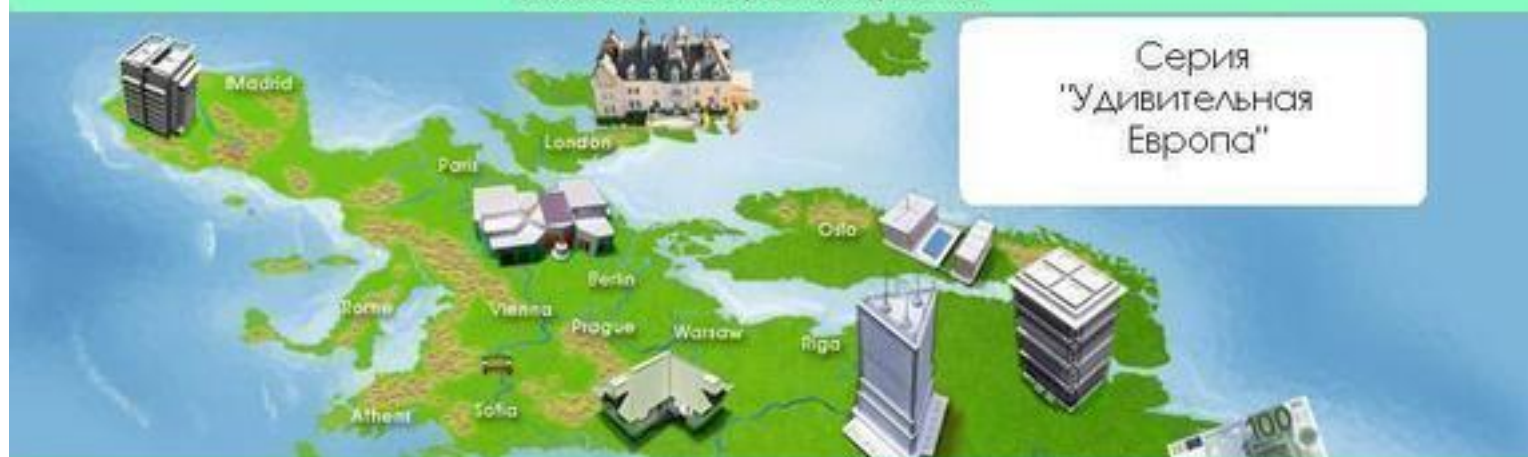 Серия
"Удивительная
Европа"
Madrid
London
Paris
Oslo
Berlin
Rome
Vienna
Prague
Warsaw
Riga
Athens
Sofia
100